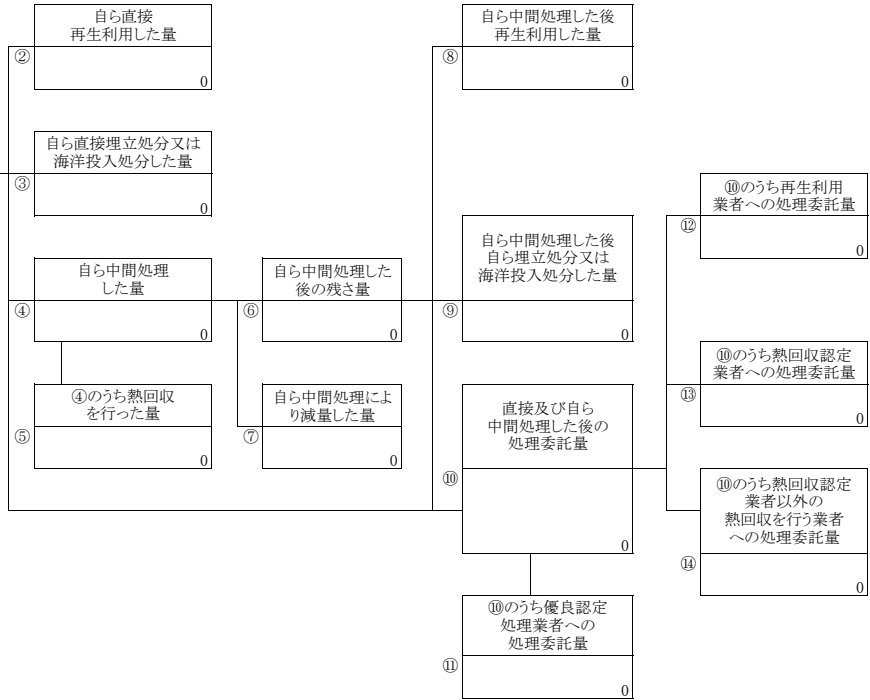 自ら直接
再生利用した量
②
0
自ら直接埋立処分又は
海洋投入処分した量
③
0
自ら中間処理
した量
④
0
④のうち熱回収
を行った量
⑤
0
自ら中間処理した
後の残さ量
⑥
0
自ら中間処理によ
り減量した量
⑦
0
自ら中間処理した後
再生利用した量
⑧
0
自ら中間処理した後
自ら埋立処分又は
海洋投入処分した量
⑨
0
直接及び自ら
中間処理した後の
処理委託量
⑩
0
⑩のうち優良認定
処理業者への
処理委託量
⑪
0
⑩のうち再生利用
業者への処理委託量
⑫
0
⑩のうち熱回収認定
業者への処理委託量
⑬
0
⑩のうち熱回収認定
業者以外の
熱回収を行う業者
への処理委託量
⑭
0